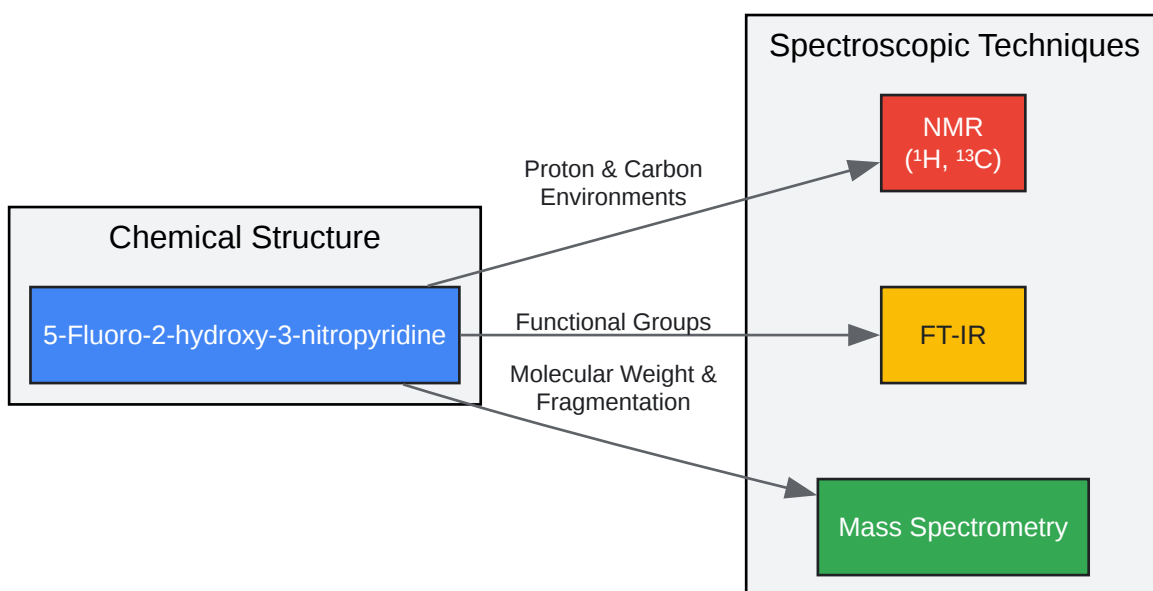 Spectroscopic Techniques
NMR
(¹H, ¹³C)
Proton & Carbon
Environments
Chemical Structure
5-Fluoro-2-hydroxy-3-nitropyridine
Functional Groups
FT-IR
Molecular Weight &
Fragmentation
Mass Spectrometry